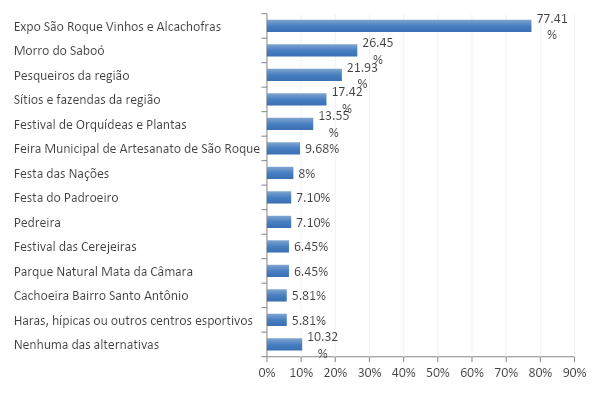 Expo São Roque Vinhos e Alcachofras 77.41 %
Morro do Saboó 26.45 %
Pesqueiros da região 21.93 %
Sítios e fazendas da região 17.42 %
Festival de Orquídeas e Plantas 13.55 %
Feira Municipal de Artesanato de São Roque 9.68%
Festa das Nações 8%
Festa do Padroeiro 7.10%
Pedreira 7.10%
Festival das Cerejeiras 6.45%
Parque Natural Mata da Câmara 6.45%
Cachoeira Bairro Santo Antônio 5.81%
Haras, hípicas ou outros centros esportivos 5.81%
Nenhuma das alternativas 10.32 %
0% 10% 20% 30% 40% 50% 60% 70% 80% 90%